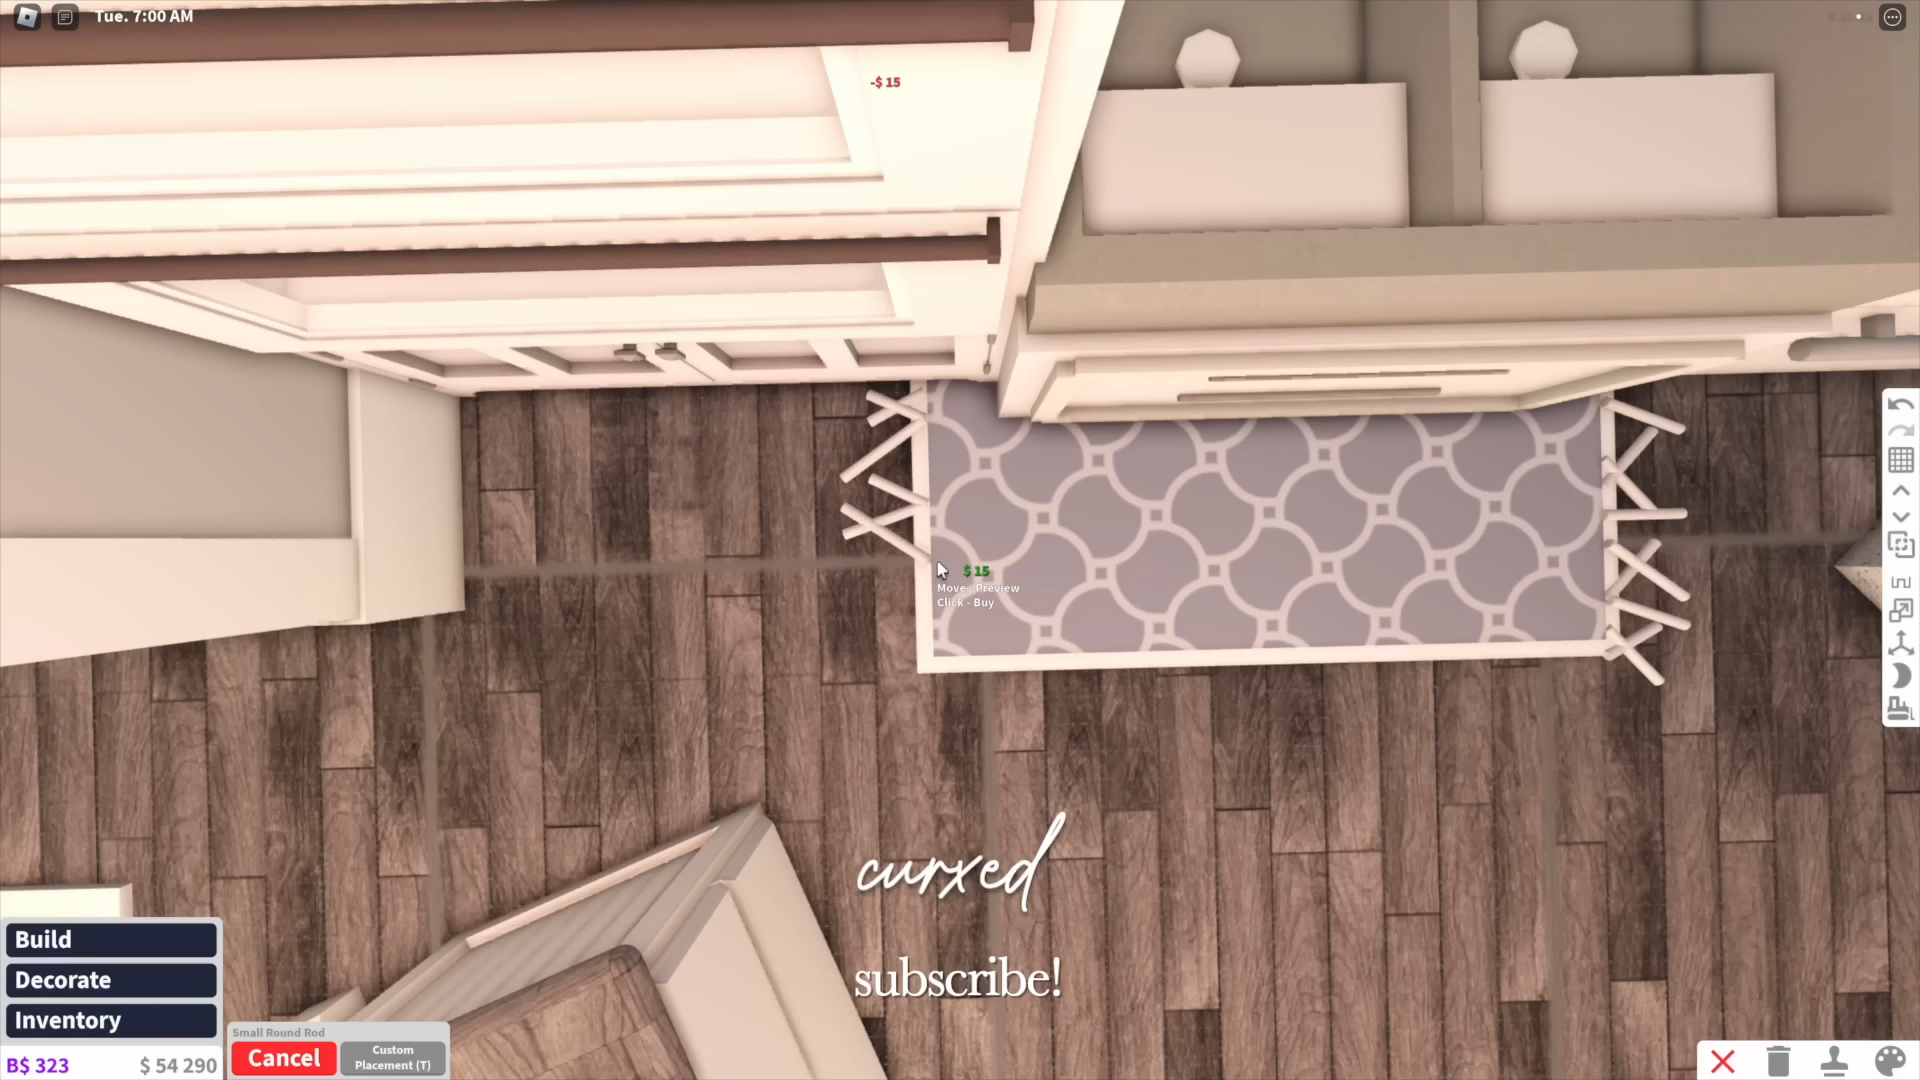 Tue. 7:00 AM
-$ 15
$ 15
Move - Preview
Click - Buy
curxed
subscribe!
Build
Decorate
Inventory
B$ 323
$ 54 290
Small Round Rod
Cancel
Custom
Placement (T)